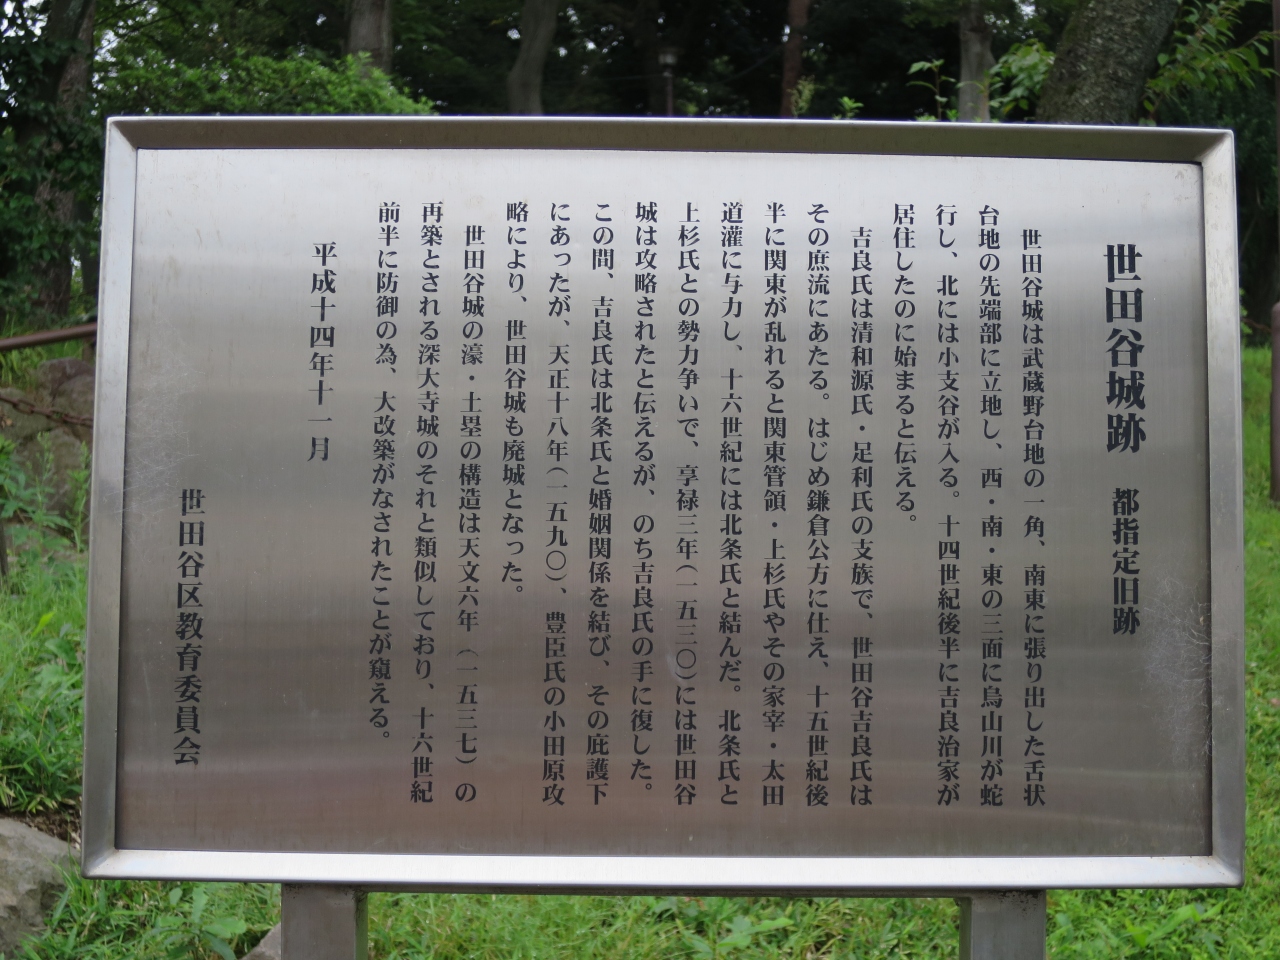 世田谷城跡　都指定旧跡
世田谷城は武蔵野台地の一角、南東に張り出した舌状
台地の先端部に立地し、西・南・東の三面に烏山川が蛇
行し、北には小支谷が入る。十四世紀後半に吉良治家が
居住したのに始まると伝える。
吉良氏は清和源氏・足利氏の支族で、世田谷吉良氏は
その庶流にあたる。はじめ鎌倉公方に仕え、十五世紀後
半に関東が乱れると関東管領・上杉氏やその家宰・太田
道灌に与力し、十六世紀には北条氏と結んだ。北条氏と
上杉氏との勢力争いで、享禄三年(一五三〇)には世田谷
城は攻略されたと伝えるが、のち吉良氏の手に復した。
この間、吉良氏は北条氏と婚姻関係を結び、その庇護下
にあったが、天正十八年(一五九〇)、豊臣氏の小田原攻
略により、世田谷城も廃城となった。
世田谷城の濠・土塁の構造は天文六年(一五三七)の
再築とされる深大寺城のそれと類似しており、十六世紀
前半に防御の為、大改築がなされたことが窺える。
平成十四年十一月
世田谷区教育委員会